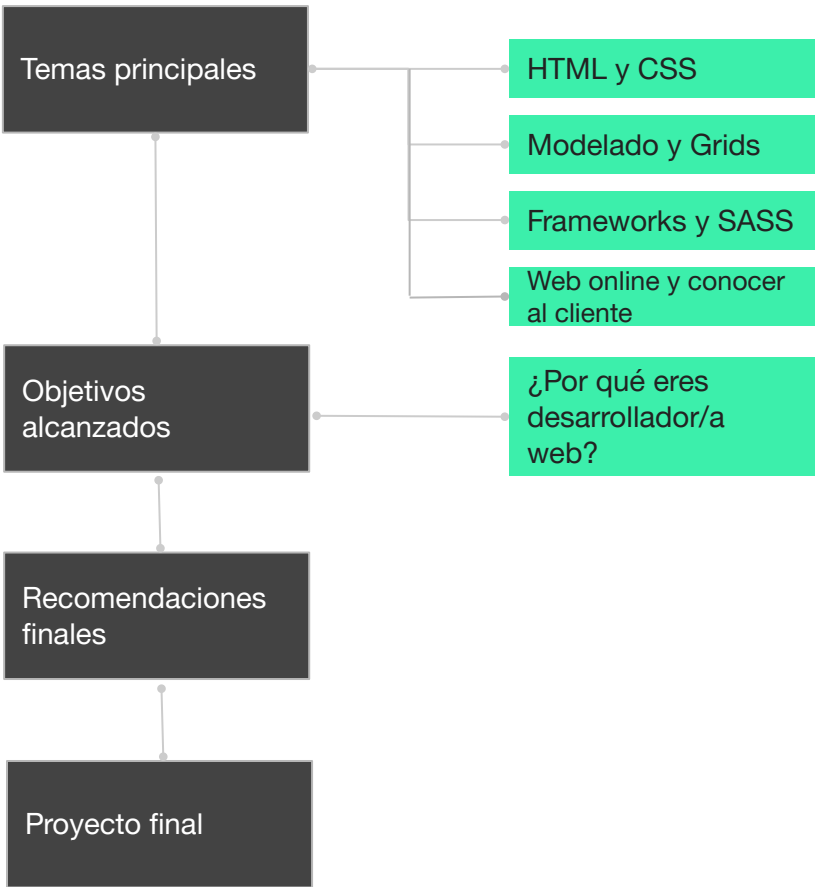 Temas principales
HTML y CSS
Modelado y Grids
Frameworks y SASS
Web online y conocer
al cliente
Objetivos
alcanzados
¿Por qué eres
desarrollador/a
web?
Recomendaciones
finales
Proyecto final